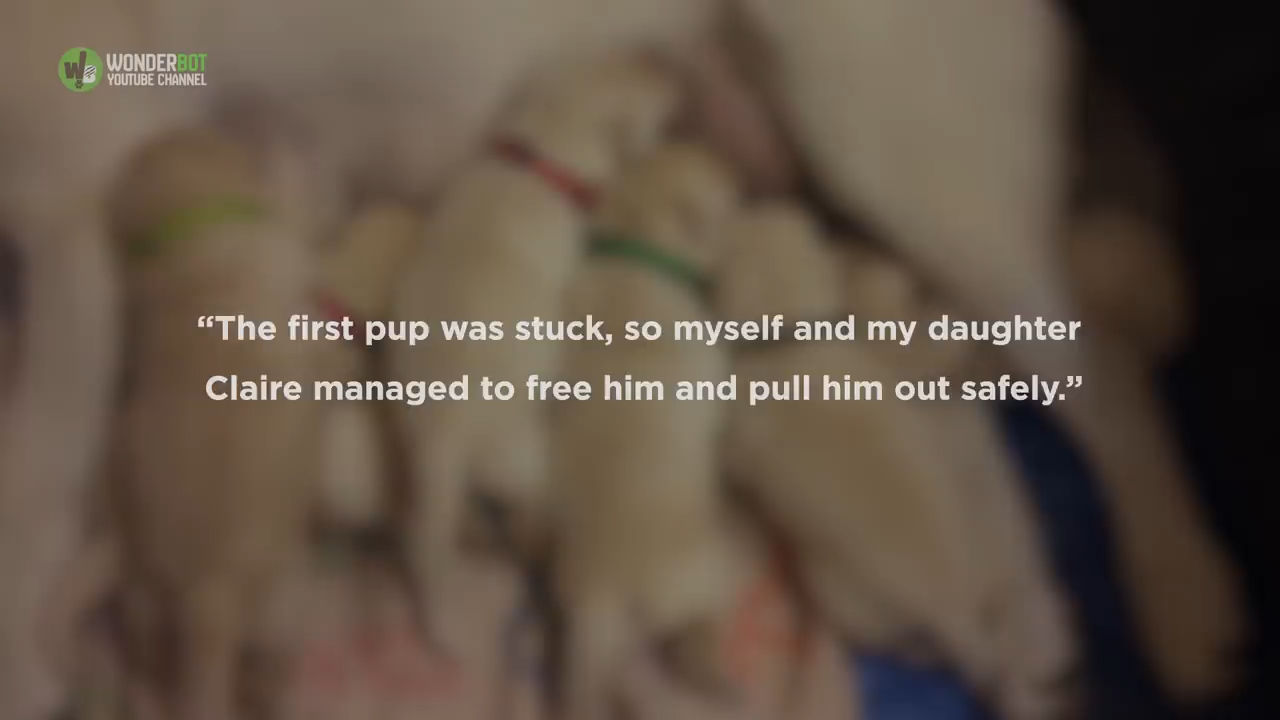 WONDERBOT
YOUTUBE CHANNEL
“The first pup was stuck, so myself and my daughter
Claire managed to free him and pull him out safely.”